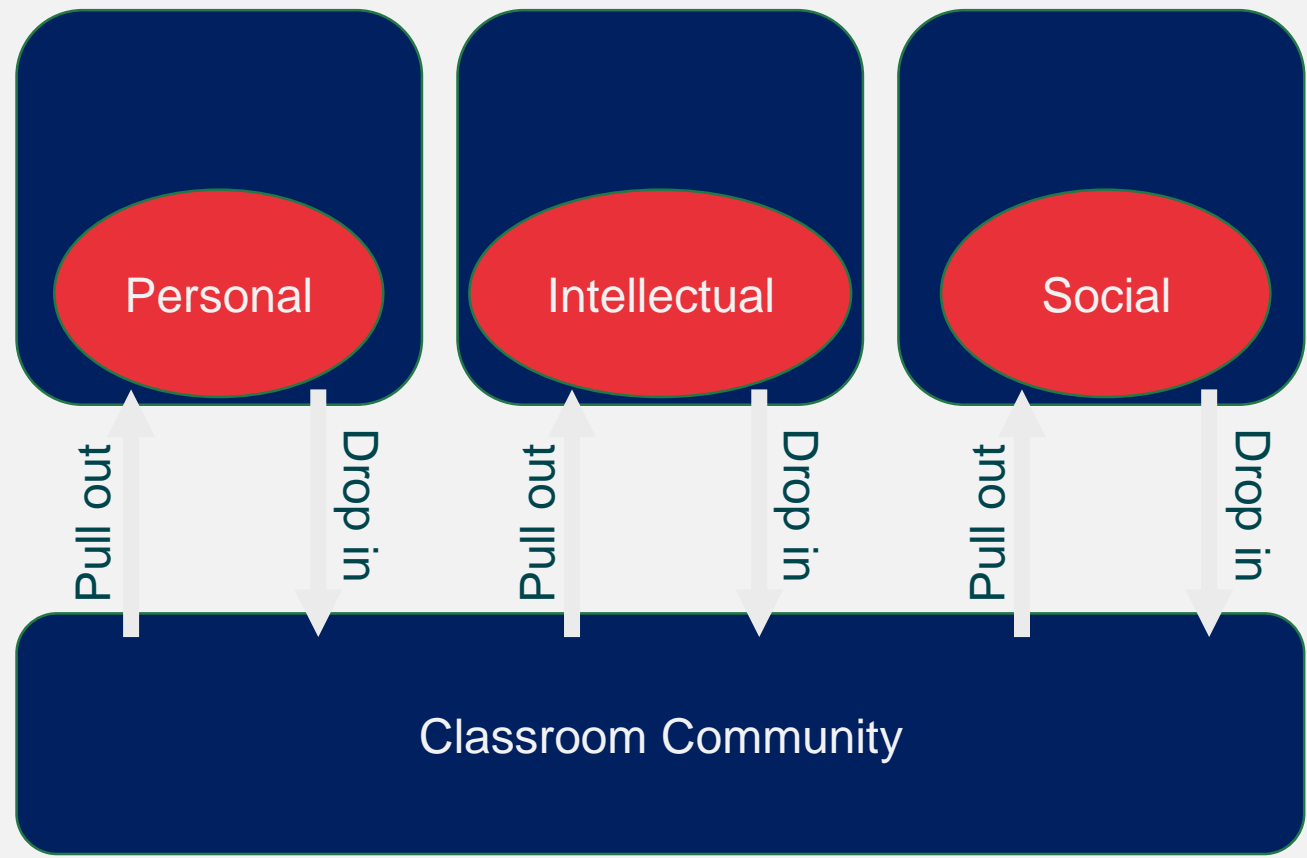 Personal
Intellectual
Social
Pull out
Drop in
Pull out
Drop in
Pull out
Drop in
Classroom Community